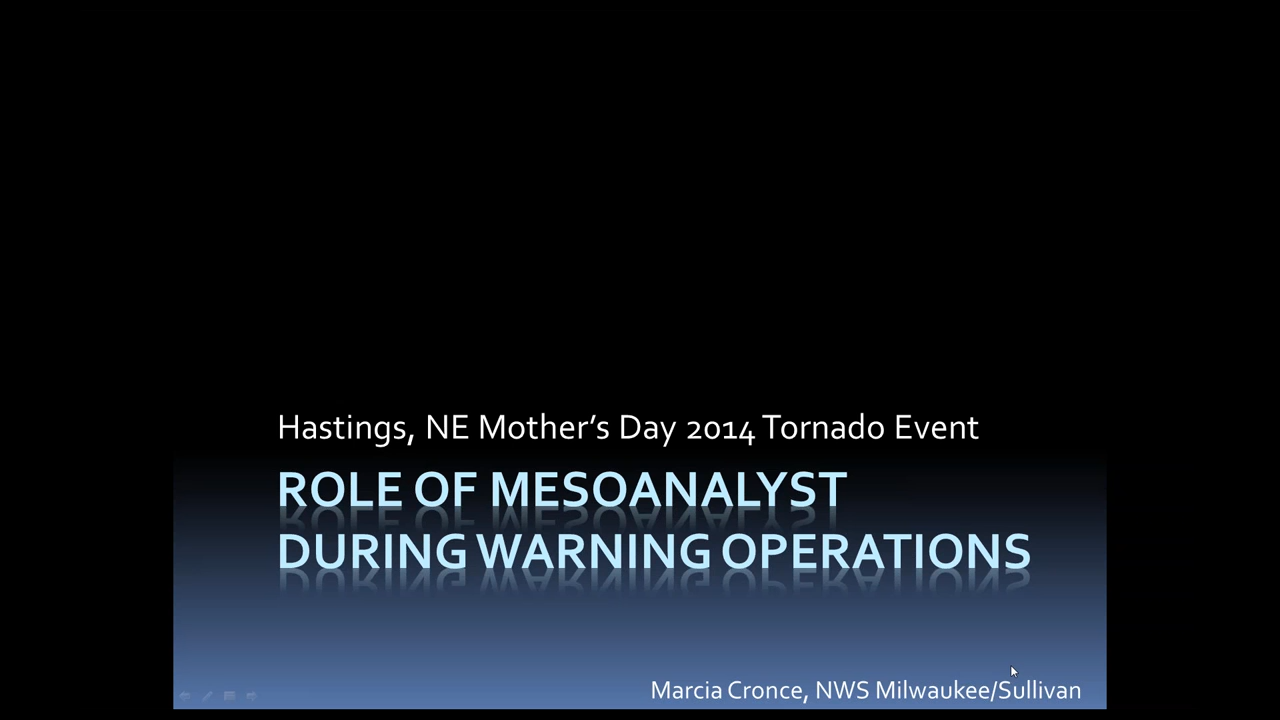 Hastings, NE Mother’s Day 2014 Tornado Event
ROLE OF MESOANALYST
DURING WARNING OPERATIONS
Marcia Cronce, NWS Milwaukee/Sullivan